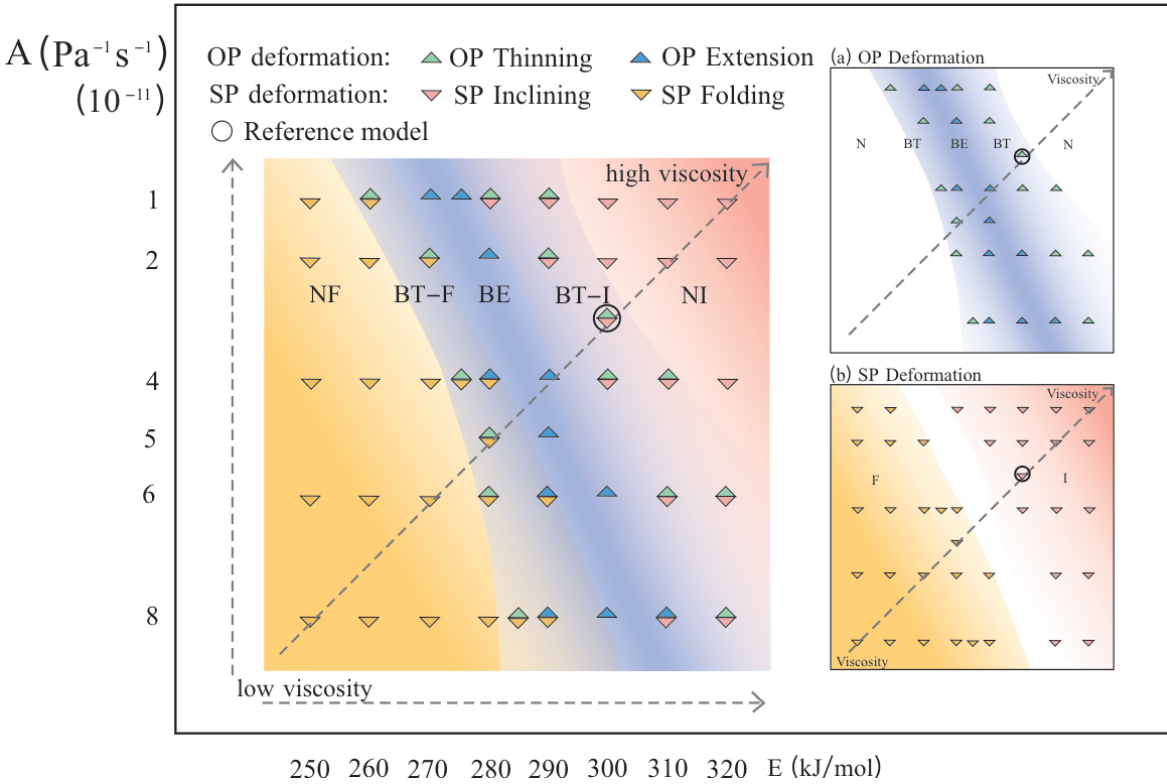 A (Pa⁻¹s⁻¹)
(10⁻¹¹)
OP deformation: OP Thinning OP Extension
SP deformation: SP Inclining SP Folding
Reference model
high viscosity
1
2
NF BT-F BE BT-I NI
4
5
6
8
low viscosity
250 260 270 280 290 300 310 320 E (kJ/mol)
(a) OP Deformation
Viscosity
N BT BE BT N
(b) SP Deformation
Viscosity
F I
Viscosity